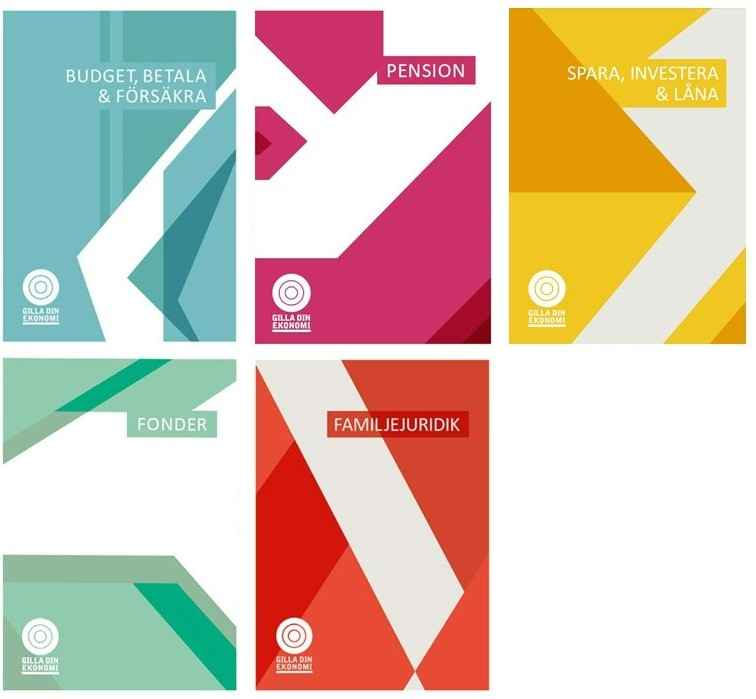 BUDGET, BETALA
& FÖRSÄKRA
GILLA DIN
EKONOMI
PENSION
GILLA DIN
EKONOMI
SPARA, INVESTERA
& LÅNA
GILLA DIN
EKONOMI
FONDER
GILLA DIN
EKONOMI
FAMILJEJURIDIK
GILLA DIN
EKONOMI